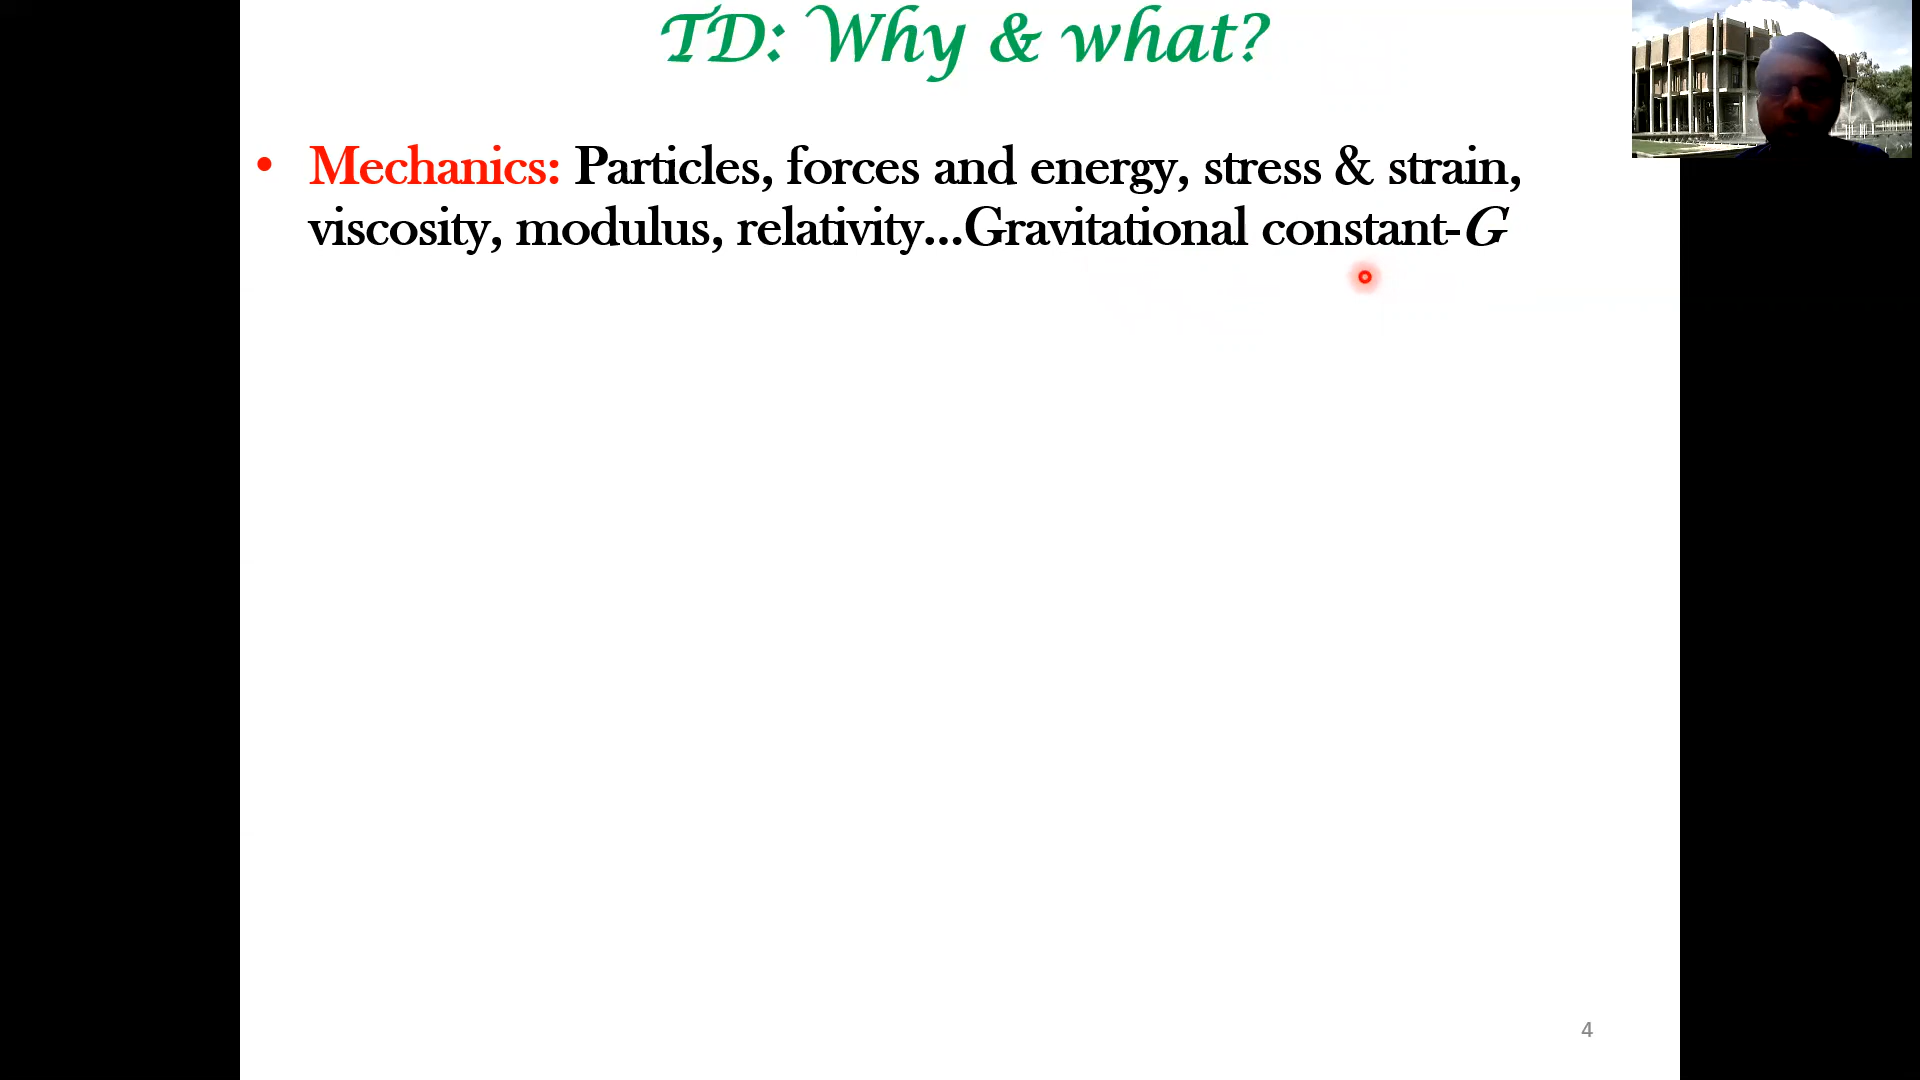 TD: Why & what?
• Mechanics: Particles, forces and energy, stress & strain,
viscosity, modulus, relativity...Gravitational constant-G
4